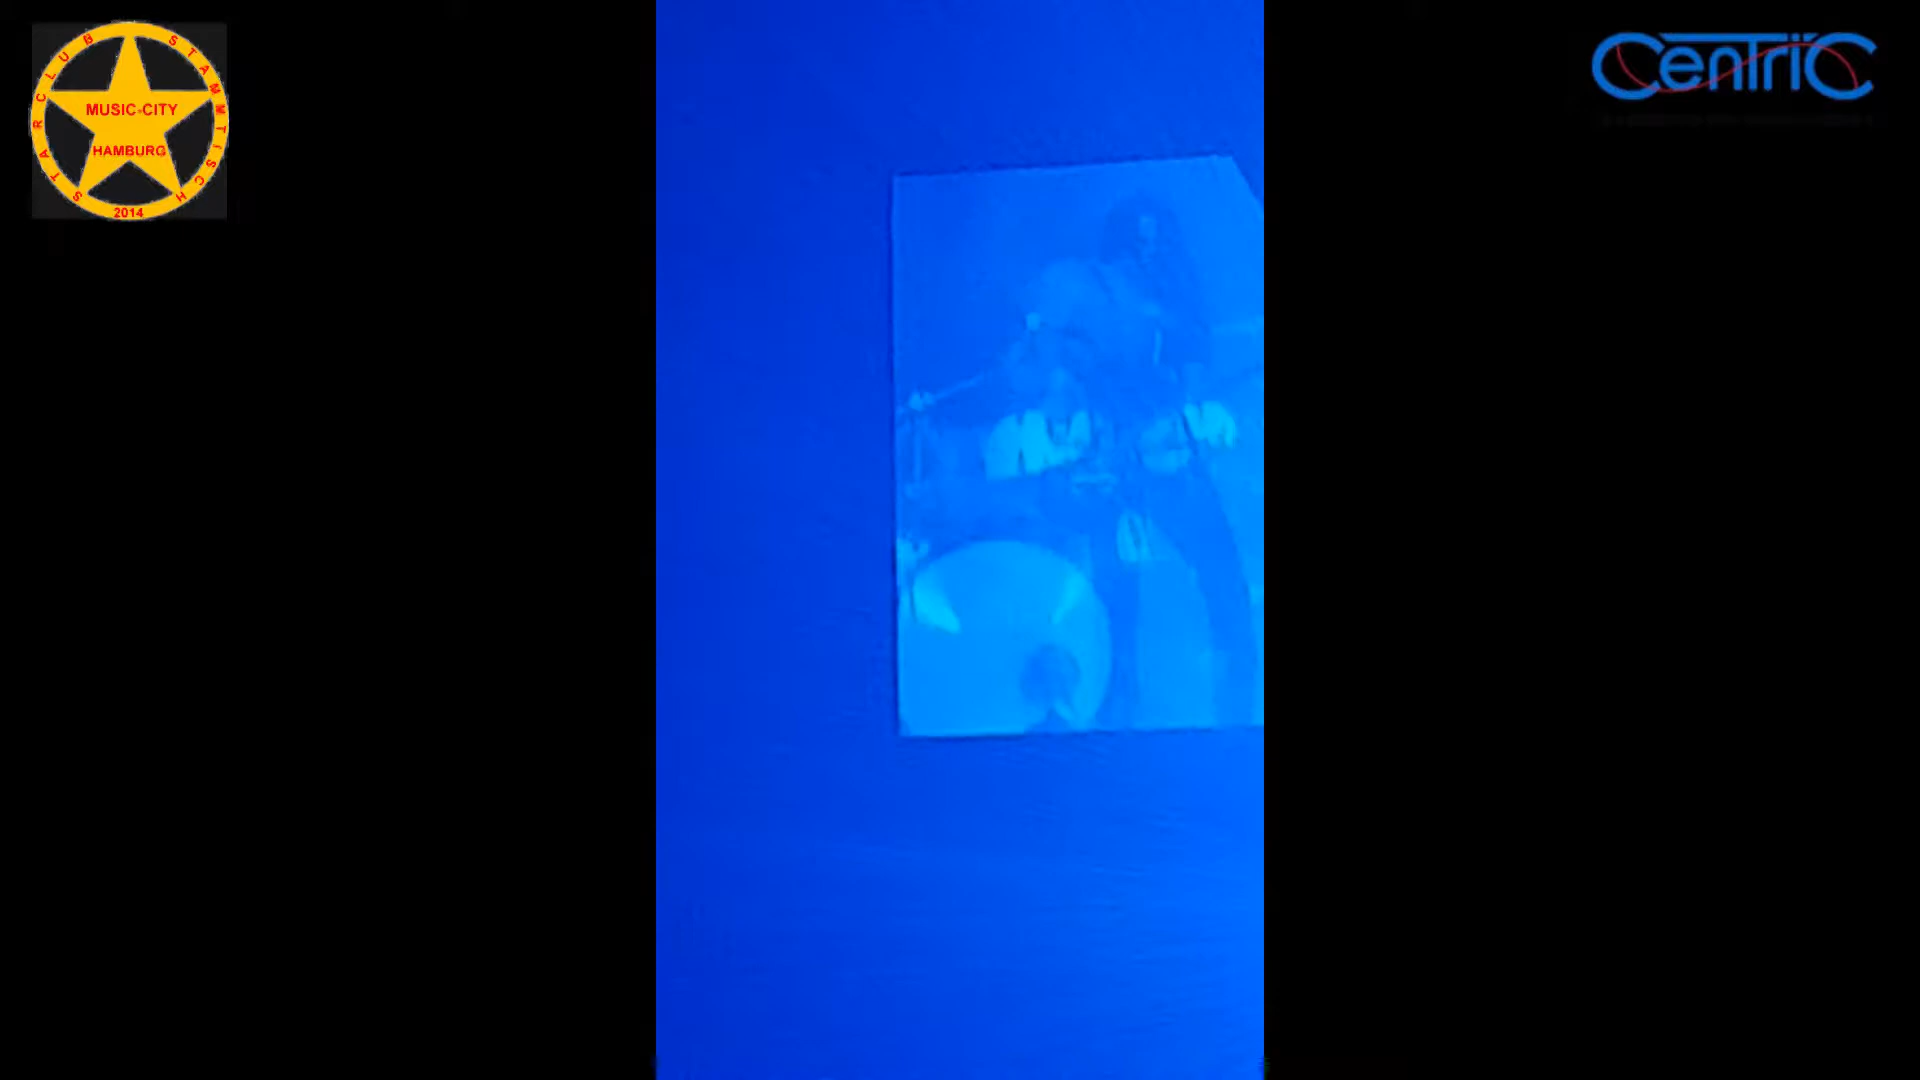 STARCLUB STAMMTISCH
MUSIC-CITY
HAMBURG
2014
CentriC